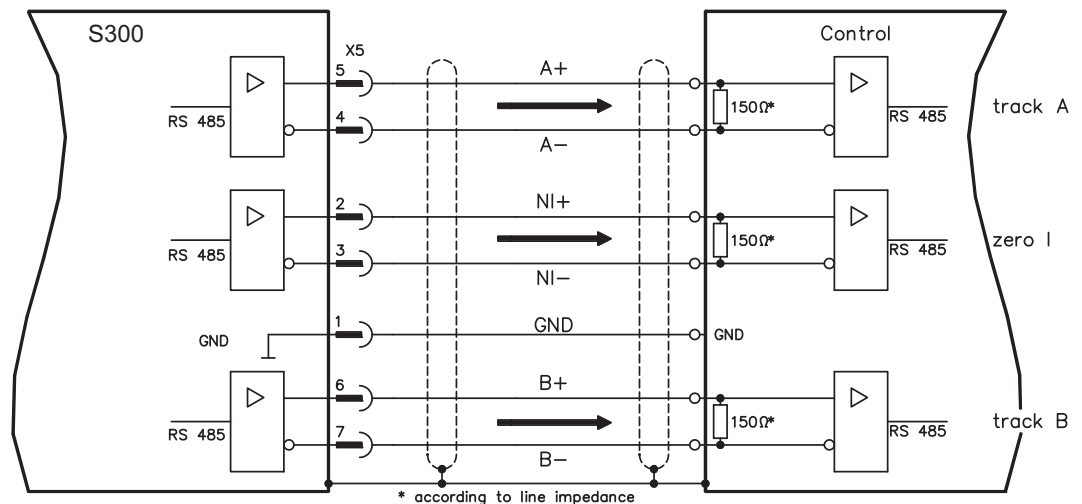 S300
Control
X5
5
A+
RS 485
150Ω*
RS 485
track A
4
A-
2
NI+
RS 485
150Ω*
RS 485
zero I
3
NI-
1
GND
GND
GND
6
B+
RS 485
150Ω*
RS 485
track B
7
B-
* according to line impedance